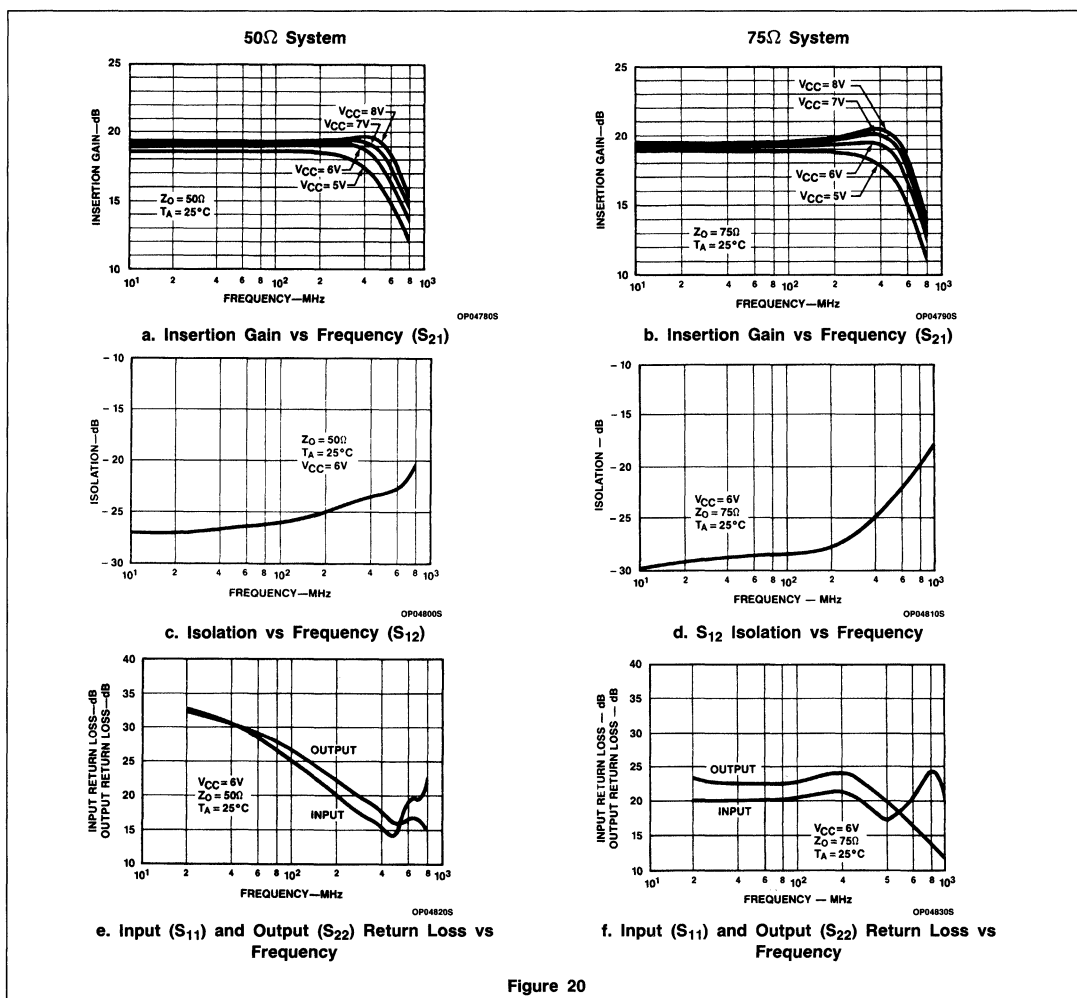 50Ω System
75Ω System
25
20
15
10
INSERTION GAIN—dB
VCC = 8V
VCC = 7V
VCC = 6V
VCC = 5V
ZO = 50Ω
TA = 25°C
10¹ 2 4 6 8 10² 2 4 6 8 10³
FREQUENCY—MHz
OP04780S
a. Insertion Gain vs Frequency (S21)
25
20
15
10
INSERTION GAIN—dB
VCC = 8V
VCC = 7V
VCC = 6V
VCC = 5V
ZO = 75Ω
TA = 25°C
10¹ 2 4 6 8 10² 2 4 6 8 10³
FREQUENCY—MHz
OP04790S
b. Insertion Gain vs Frequency (S21)
- 10
- 15
- 20
- 25
- 30
ISOLATION—dB
ZO = 50Ω
TA = 25°C
VCC = 6V
10¹ 2 4 6 8 10² 2 4 6 8 10³
FREQUENCY—MHz
OP04800S
c. Isolation vs Frequency (S12)
- 10
- 15
- 20
- 25
- 30
ISOLATION — dB
VCC = 6V
ZO = 75Ω
TA = 25°C
10¹ 2 4 6 8 10² 2 4 6 8 10³
FREQUENCY — MHz
OP04810S
d. S12 Isolation vs Frequency
40
35
30
25
20
15
10
INPUT RETURN LOSS—dB
OUTPUT RETURN LOSS—dB
OUTPUT
INPUT
VCC = 6V
ZO = 50Ω
TA = 25°C
10¹ 2 4 6 8 10² 2 4 6 8 10³
FREQUENCY—MHz
OP04820S
e. Input (S11) and Output (S22) Return Loss vs
Frequency
40
35
30
25
20
15
10
INPUT RETURN LOSS — dB
OUTPUT RETURN LOSS — dB
OUTPUT
INPUT
VCC = 6V
ZO = 75Ω
TA = 25°C
10¹ 2 4 6 8 10² 2 4 5 6 8 10³
FREQUENCY — MHz
OP04830S
f. Input (S11) and Output (S22) Return Loss vs
Frequency
Figure 20